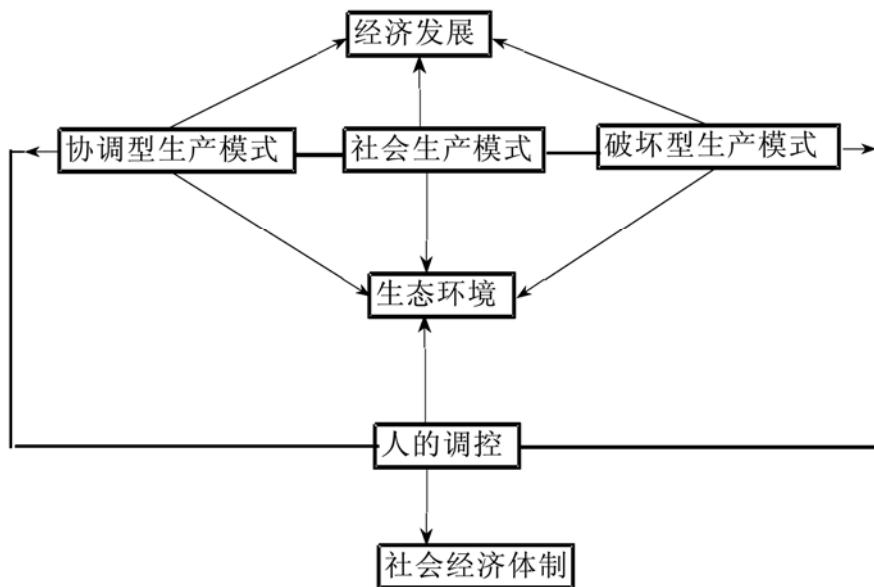 经济发展
协调型生产模式
社会生产模式
破坏型生产模式
生态环境
人的调控
社会经济体制